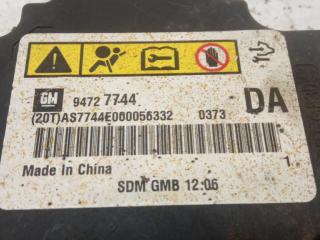 GM
9472 7744
DA
(20T)AS7744E060056332 0373
Made In China
1
SDM GMB 12:06